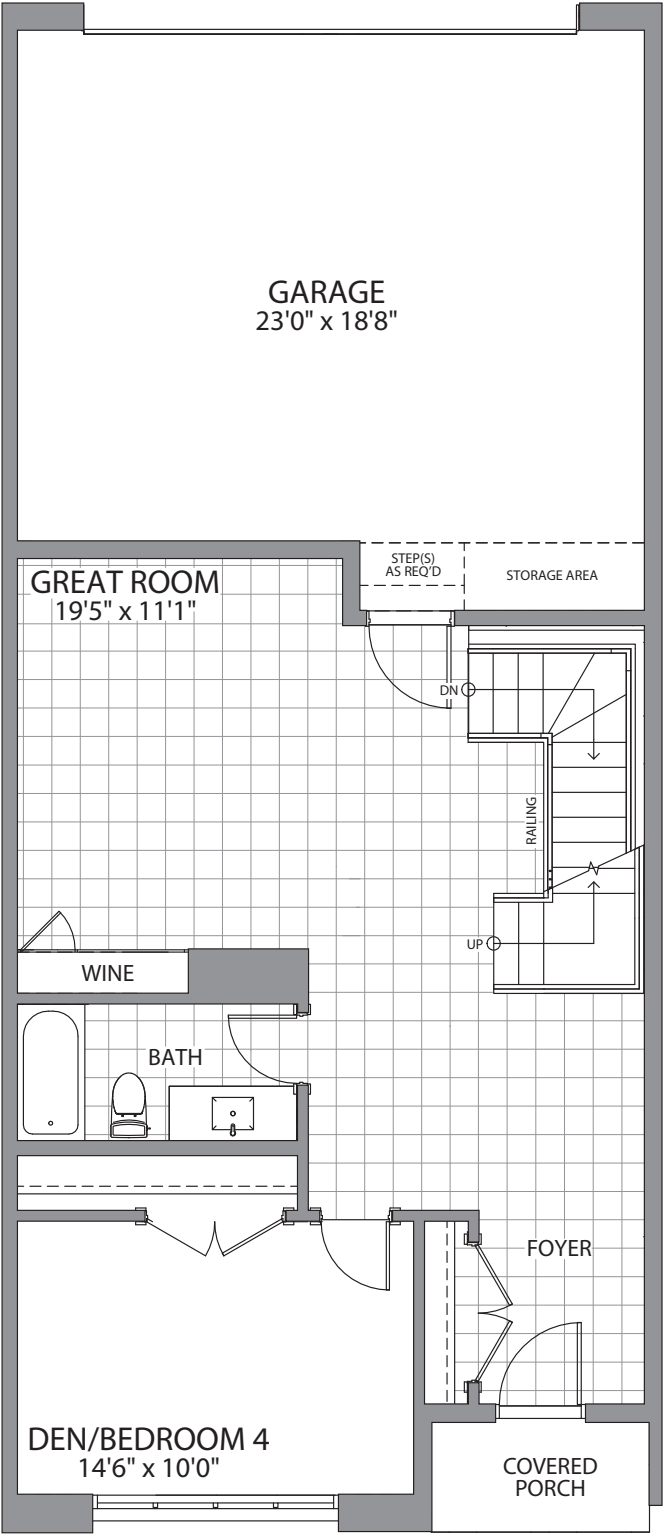 GARAGE
23'0" x 18'8"
STEP(S)
AS REQ'D
STORAGE AREA
GREAT ROOM
19'5" x 11'1"
DN
RAILING
UP
WINE
BATH
FOYER
DEN/BEDROOM 4
14'6" x 10'0"
COVERED
PORCH